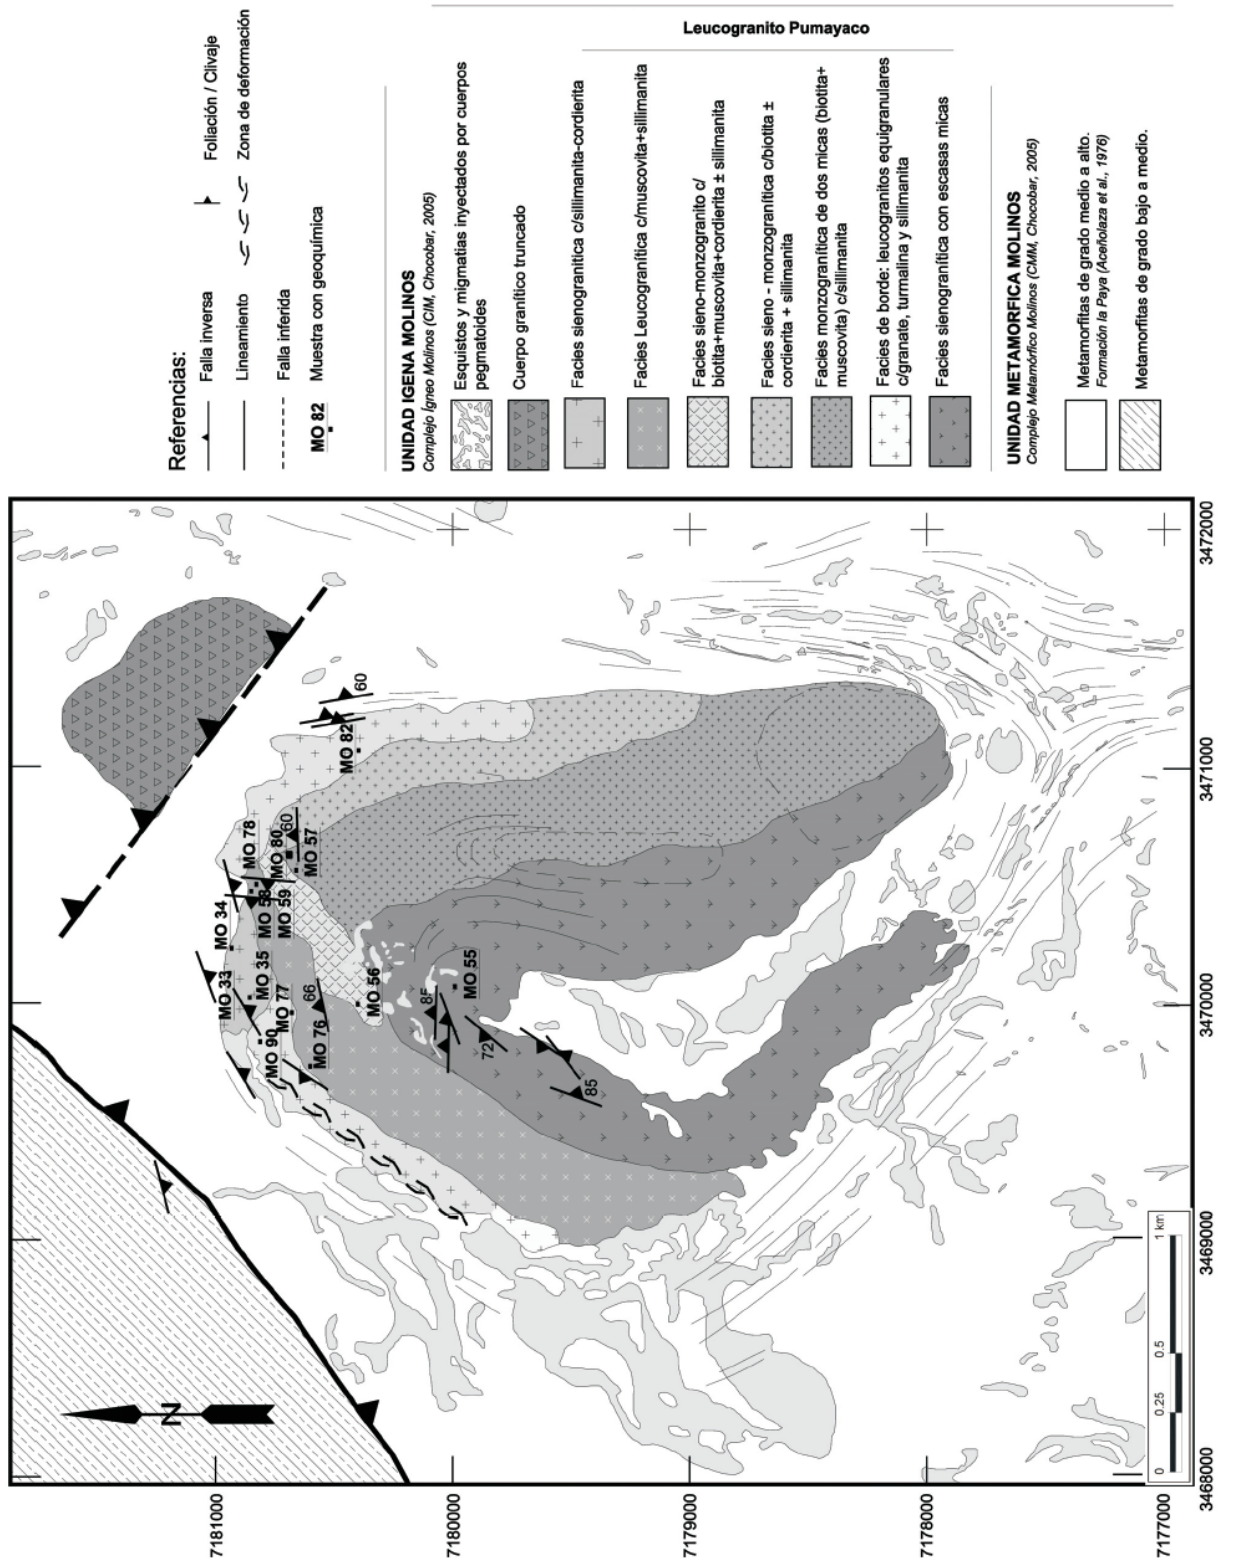 Referencias:
Falla inversa
Foliación / Clivaje
Lineamiento
Zona de deformación
Falla inferida
MO 82
Muestra con geoquímica
UNIDAD IGENA MOLINOS
Complejo Ígneo Molinos (CIM, Chocobar, 2005)
Esquistos y migmatias inyectados por cuerpos
pegmatoides
Cuerpo granítico truncado
Leucogranito Pumayaco
Facies sienogranítica c/sillimanita-cordierita
Facies Leucogranítica c/muscovita+sillimanita
Facies sieno-monzogranito c/
biotita+muscovita+cordierita ± sillimanita
Facies sieno - monzogranítica c/biotita ±
cordierita + sillimanita
Facies monzogranítica de dos micas (biotita+
muscovita) c/sillimanita
Facies de borde: leucogranitos equigranulares
c/granate, turmalina y sillimanita
Facies sienogranítica con escasas micas
UNIDAD METAMORFICA MOLINOS
Complejo Metamórfico Molinos (CMM, Chocobar, 2005)
Metamorfitas de grado medio a alto.
Formación la Paya (Aceñolaza et al., 1976)
Metamorfitas de grado bajo a medio.
N
MO 33
MO 34
MO 78
MO 35
MO 58
MO 80
60
MO 90
MO 77
MO 59
MO 57
MO 76
66
MO 82
60
MO 56
85
MO 55
72
85
7181000
7180000
7179000
7178000
7177000
3468000
3469000
3470000
3471000
3472000
0
0.25
0.5
1 km